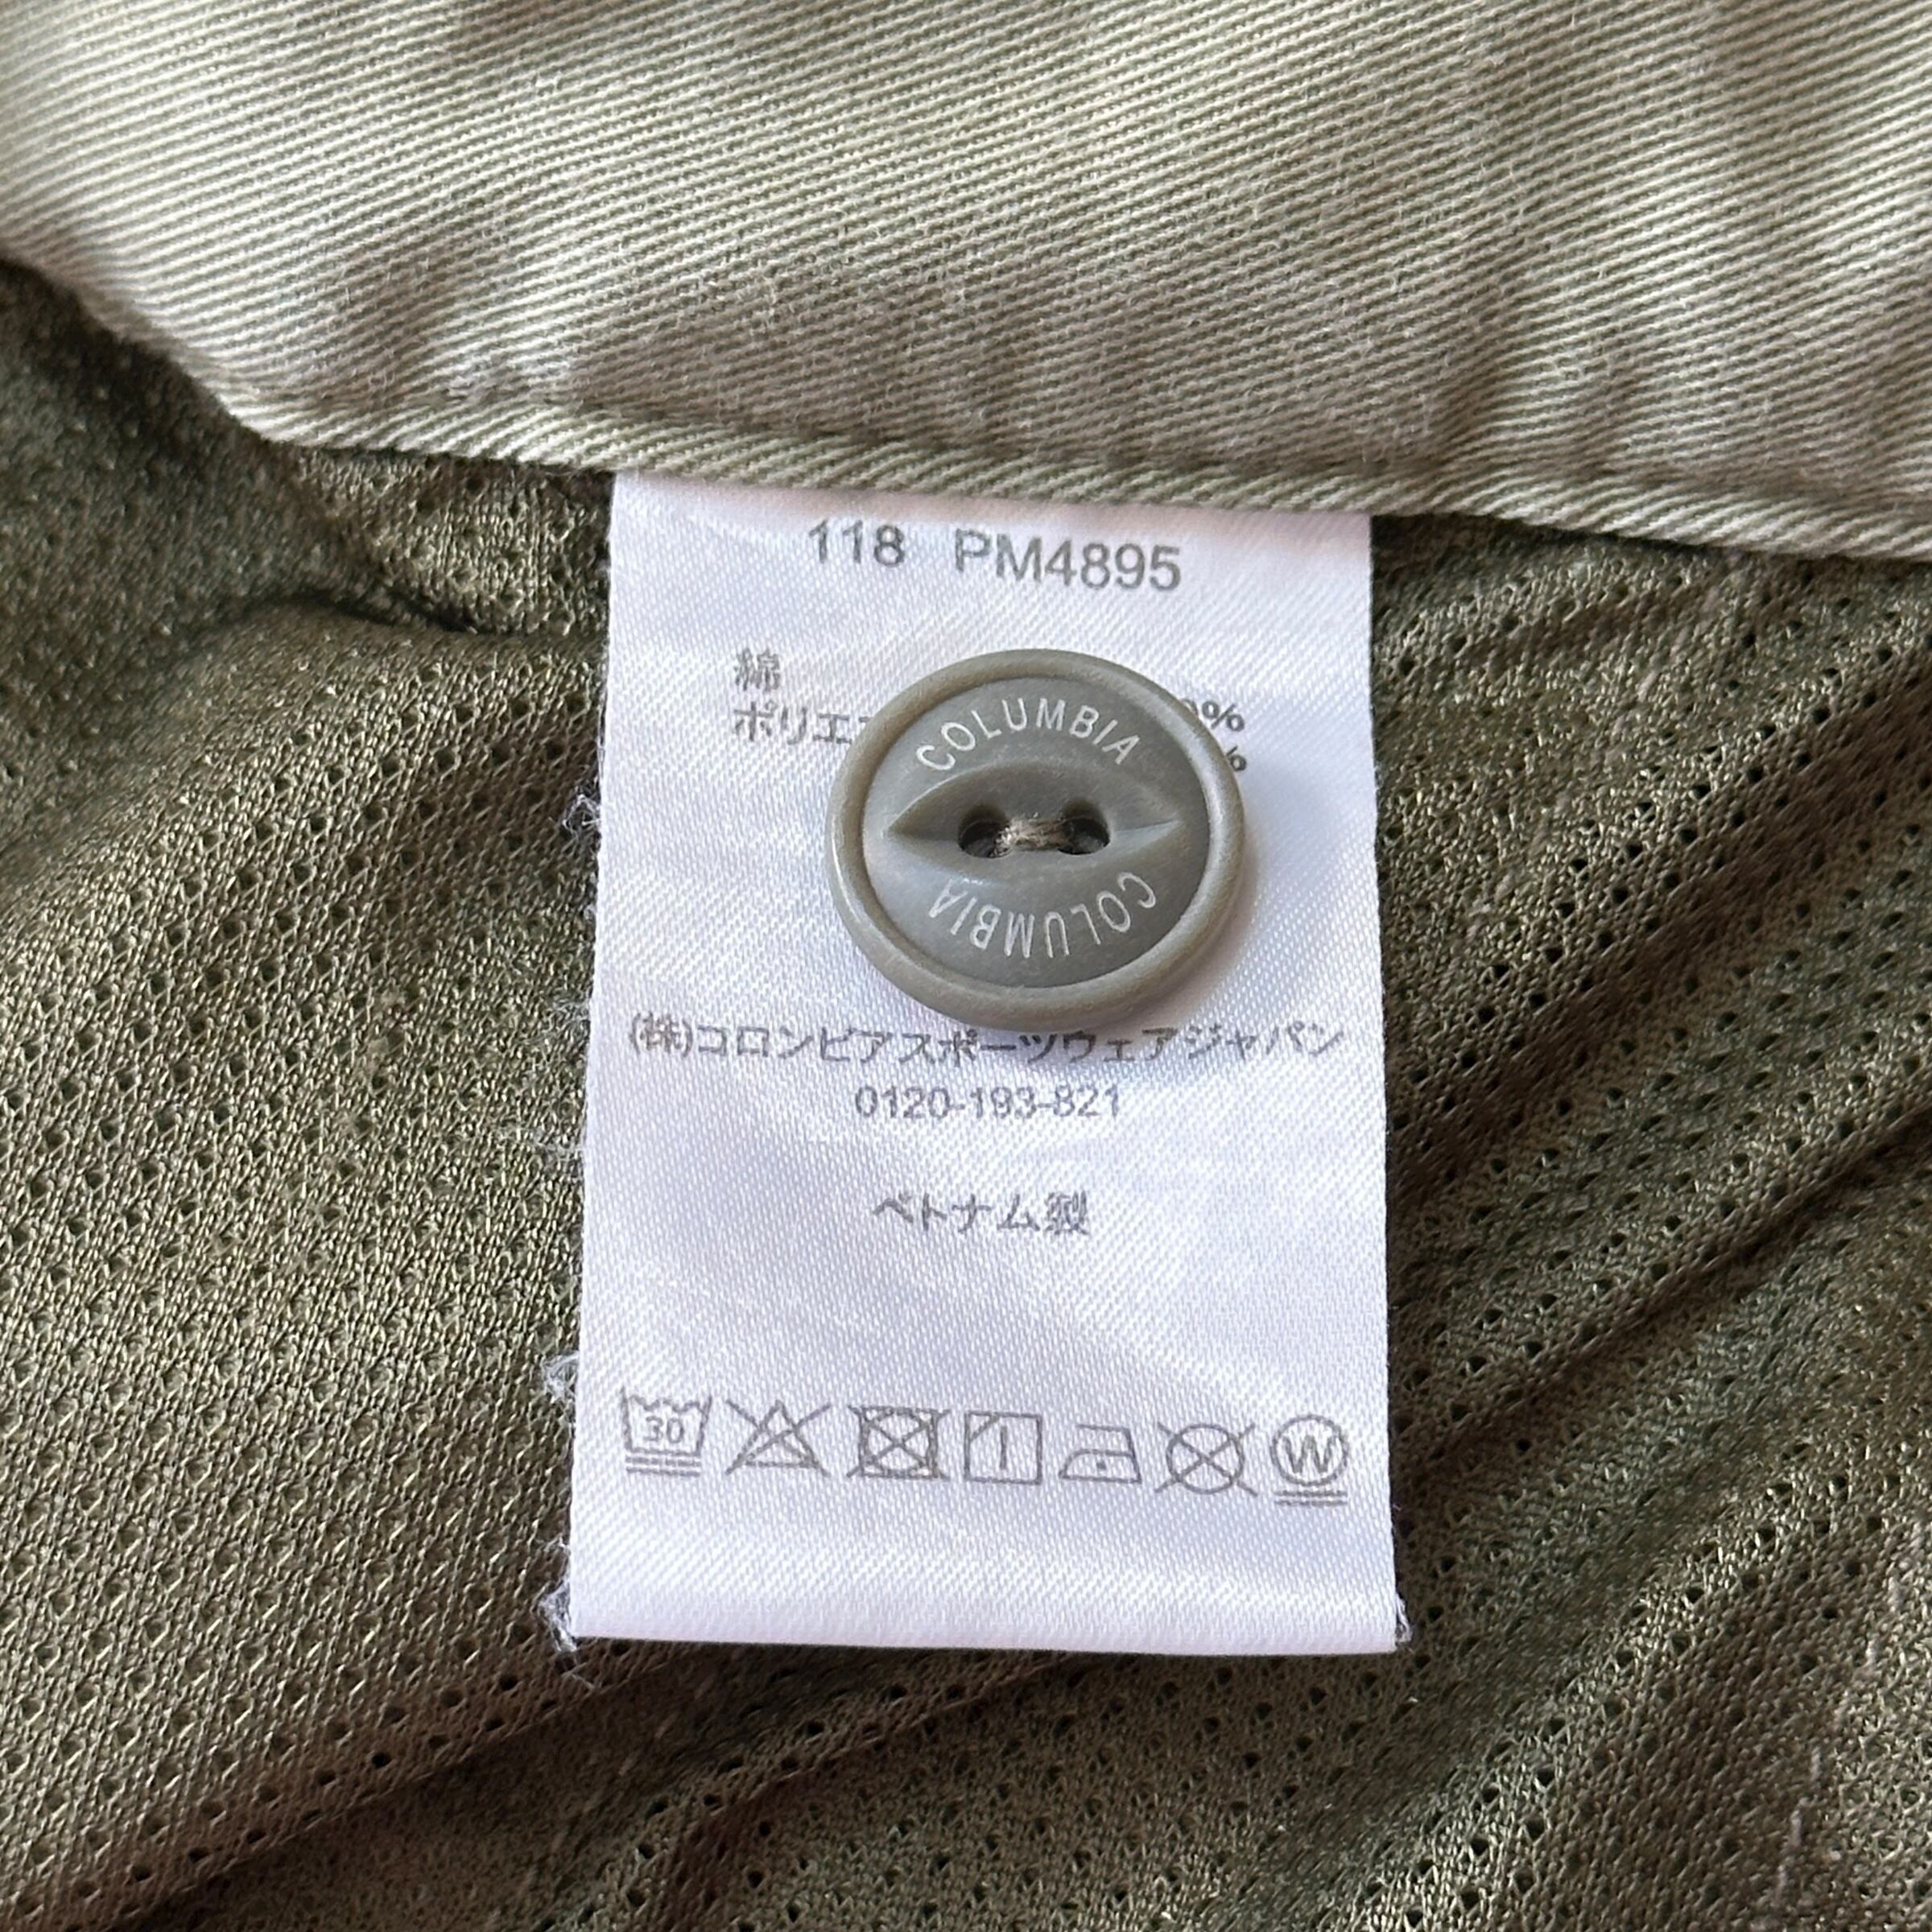 118 PM4895
綿 %
ポリエ %
COLUMBIA
COLUMBIA
(株)コロンビアスポーツウェアジャパン
0120-193-821
ベトナム製
30
W